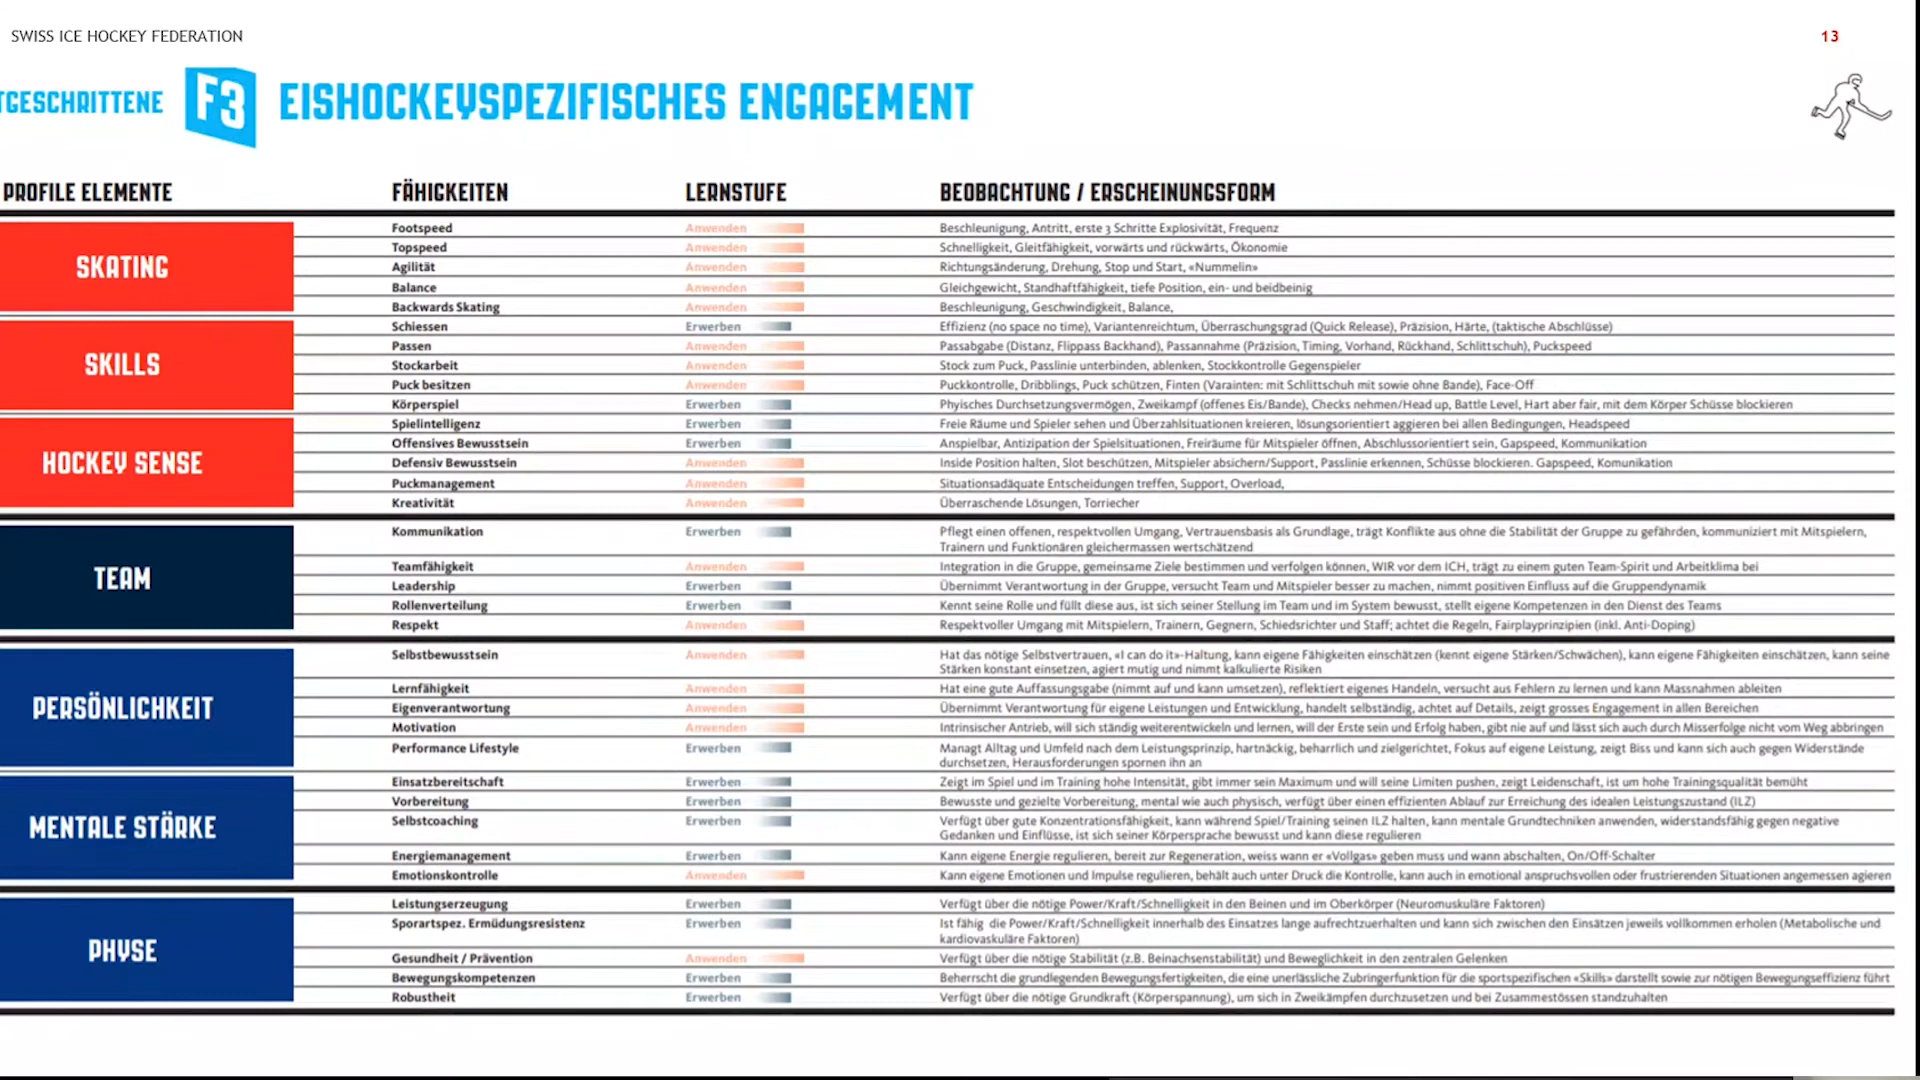 SWISS ICE HOCKEY FEDERATION
13
TGESCHRITTENE F3 EISHOCKEYSPEZIFISCHES ENGAGEMENT
PROFILE ELEMENTE FÄHIGKEITEN LERNSTUFE BEOBACHTUNG / ERSCHEINUNGSFORM
SKATING
Footspeed Anwenden Beschleunigung, Antritt, erste 3 Schritte Explosivität, Frequenz
Topspeed Anwenden Schnelligkeit, Gleitfähigkeit, vorwärts und rückwärts, Ökonomie
Agilität Anwenden Richtungsänderung, Drehung, Stop und Start, «Nummelin»
Balance Anwenden Gleichgewicht, Standhaftfähigkeit, tiefe Position, ein- und beidbeinig
Backwards Skating Anwenden Beschleunigung, Geschwindigkeit, Balance,
SKILLS
Schiessen Erwerben Effizienz (no space no time), Variantenreichtum, Überraschungsgrad (Quick Release), Präzision, Härte, (taktische Abschlüsse)
Passen Anwenden Passabgabe (Distanz, Flippass Backhand), Passannahme (Präzision, Timing, Vorhand, Rückhand, Schlittschuh), Puckspeed
Stockarbeit Anwenden Stock zum Puck, Passlinie unterbinden, ablenken, Stockkontrolle Gegenspieler
Puck besitzen Anwenden Puckkontrolle, Dribblings, Puck schützen, Finten (Varainten: mit Schlittschuh mit sowie ohne Bande), Face-Off
Körperspiel Erwerben Phyisches Durchsetzungsvermögen, Zweikampf (offenes Eis/Bande), Checks nehmen/Head up, Battle Level, Hart aber fair, mit dem Körper Schüsse blockieren
HOCKEY SENSE
Spielintelligenz Erwerben Freie Räume und Spieler sehen und Überzahlsituationen kreieren, lösungsorientiert aggieren bei allen Bedingungen, Headspeed
Offensives Bewusstsein Erwerben Anspielbar, Antizipation der Spielsituationen, Freiräume für Mitspieler öffnen, Abschlussorientiert sein, Gapspeed, Kommunikation
Defensiv Bewusstsein Anwenden Inside Position halten, Slot beschützen, Mitspieler absichern/Support, Passlinie erkennen, Schüsse blockieren. Gapspeed, Komunikation
Puckmanagement Anwenden Situationsadäquate Entscheidungen treffen, Support, Overload,
Kreativität Anwenden Überraschende Lösungen, Torriecher
TEAM
Kommunikation Erwerben Pflegt einen offenen, respektvollen Umgang, Vertrauensbasis als Grundlage, trägt Konflikte aus ohne die Stabilität der Gruppe zu gefährden, kommuniziert mit Mitspielern,
Trainern und Funktionären gleichermassen wertschätzend
Teamfähigkeit Anwenden Integration in die Gruppe, gemeinsame Ziele bestimmen und verfolgen können, WIR vor dem ICH, trägt zu einem guten Team-Spirit und Arbeitklima bei
Leadership Erwerben Übernimmt Verantwortung in der Gruppe, versucht Team und Mitspieler besser zu machen, nimmt positiven Einfluss auf die Gruppendynamik
Rollenverteilung Erwerben Kennt seine Rolle und füllt diese aus, ist sich seiner Stellung im Team und im System bewusst, stellt eigene Kompetenzen in den Dienst des Teams
Respekt Anwenden Respektvoller Umgang mit Mitspielern, Trainern, Gegnern, Schiedsrichter und Staff; achtet die Regeln, Fairplayprinzipien (inkl. Anti-Doping)
PERSÖNLICHKEIT
Selbstbewusstsein Anwenden Hat das nötige Selbstvertrauen, «I can do it»-Haltung, kann eigene Fähigkeiten einschätzen (kennt eigene Stärken/Schwächen), kann eigene Fähigkeiten einschätzen, kann seine
Stärken konstant einsetzen, agiert mutig und nimmt kalkulierte Risiken
Lernfähigkeit Anwenden Hat eine gute Auffassungsgabe (nimmt auf und kann umsetzen), reflektiert eigenes Handeln, versucht aus Fehlern zu lernen und kann Massnahmen ableiten
Eigenverantwortung Anwenden Übernimmt Verantwortung für eigene Leistungen und Entwicklung, handelt selbständig, achtet auf Details, zeigt grosses Engagement in allen Bereichen
Motivation Anwenden Intrinsischer Antrieb, will sich ständig weiterentwickeln und lernen, will der Erste sein und Erfolg haben, gibt nie auf und lässt sich auch durch Misserfolge nicht vom Weg abbringen
Performance Lifestyle Erwerben Managt Alltag und Umfeld nach dem Leistungsprinzip, hartnäckig, beharrlich und zielgerichtet, Fokus auf eigene Leistung, zeigt Biss und kann sich auch gegen Widerstände
durchsetzen, Herausforderungen spornen ihn an
MENTALE STÄRKE
Einsatzbereitschaft Erwerben Zeigt im Spiel und im Training hohe Intensität, gibt immer sein Maximum und will seine Limiten pushen, zeigt Leidenschaft, ist um hohe Trainingsqualität bemüht
Vorbereitung Erwerben Bewusste und gezielte Vorbereitung, mental wie auch physisch, verfügt über einen effizienten Ablauf zur Erreichung des idealen Leistungszustand (ILZ)
Selbstcoaching Erwerben Verfügt über gute Konzentrationsfähigkeit, kann während Spiel/Training seinen ILZ halten, kann mentale Grundtechniken anwenden, widerstandsfähig gegen negative
Gedanken und Einflüsse, ist sich seiner Körpersprache bewusst und kann diese regulieren
Energiemanagement Erwerben Kann eigene Energie regulieren, bereit zur Regeneration, weiss wann er «Vollgas» geben muss und wann abschalten, On/Off-Schalter
Emotionskontrolle Anwenden Kann eigene Emotionen und Impulse regulieren, behält auch unter Druck die Kontrolle, kann auch in emotional anspruchsvollen oder frustrierenden Situationen angemessen agieren
PHYSE
Leistungserzeugung Erwerben Verfügt über die nötige Power/Kraft/Schnelligkeit in den Beinen und im Oberkörper (Neuromuskuläre Faktoren)
Sporartspez. Ermüdungsresistenz Erwerben Ist fähig die Power/Kraft/Schnelligkeit innerhalb des Einsatzes lange aufrechtzuerhalten und kann sich zwischen den Einsätzen jeweils vollkommen erholen (Metabolische und
kardiovaskuläre Faktoren)
Gesundheit / Prävention Anwenden Verfügt über die nötige Stabilität (z.B. Beinachsenstabilität) und Beweglichkeit in den zentralen Gelenken
Bewegungskompetenzen Erwerben Beherrscht die grundlegenden Bewegungsfertigkeiten, die eine unerlässliche Zubringerfunktion für die sportspezifischen «Skills» darstellt sowie zur nötigen Bewegungseffizienz führt
Robustheit Erwerben Verfügt über die nötige Grundkraft (Körperspannung), um sich in Zweikämpfen durchzusetzen und bei Zusammestössen standzuhalten